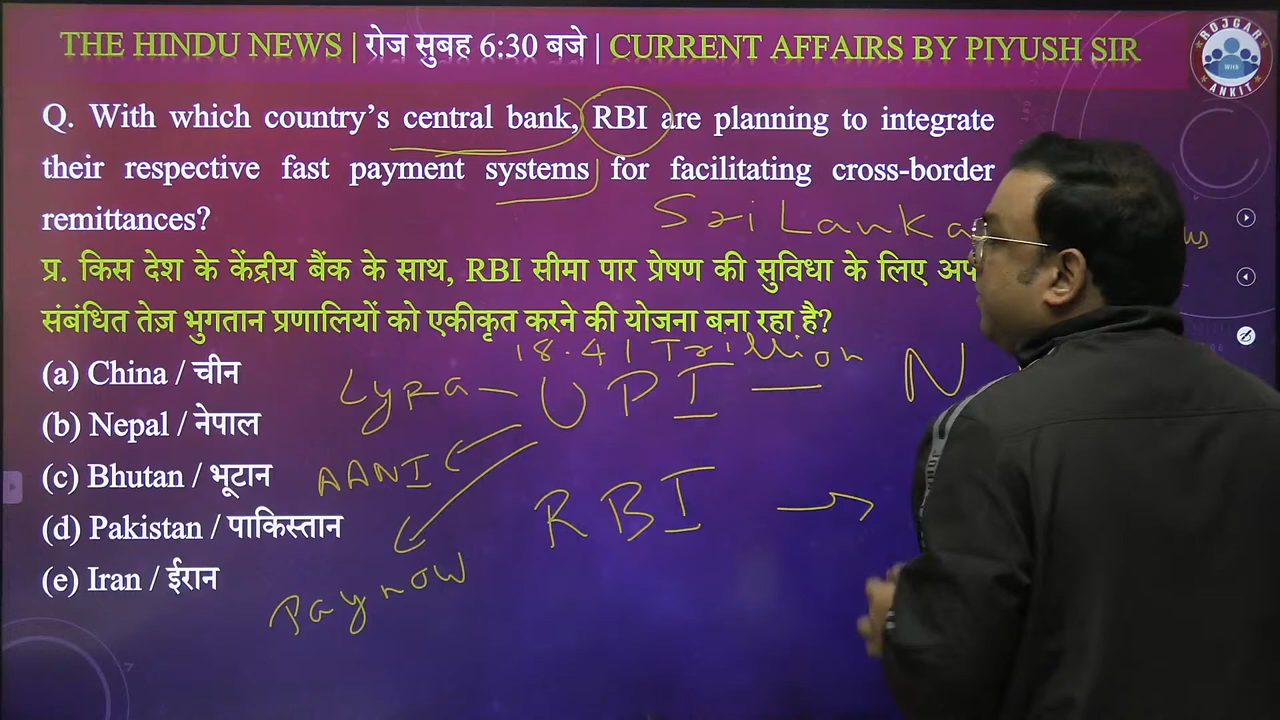 THE HINDU NEWS | रोज सुबह 6:30 बजे | CURRENT AFFAIRS BY PIYUSH SIR
ROJGAR
With
ANKIT
Q. With which country's central bank, RBI are planning to integrate
their respective fast payment systems for facilitating cross-border
remittances?
Sri Lanka
प्र. किस देश के केंद्रीय बैंक के साथ, RBI सीमा पार प्रेषण की सुविधा के लिए
संबंधित तेज़ भुगतान प्रणालियों को एकीकृत करने की योजना बना रहा है?
18.41 Trillion
(a) China / चीन
Lyra - UPI — N
(b) Nepal / नेपाल
(c) Bhutan / भूटान
AANI
RBI →
(d) Pakistan / पाकिस्तान
(e) Iran / ईरान
Paynow